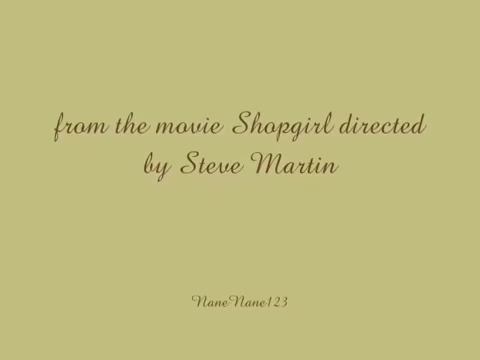 from the movie Shopgirl directed
by Steve Martin
NaneNane123